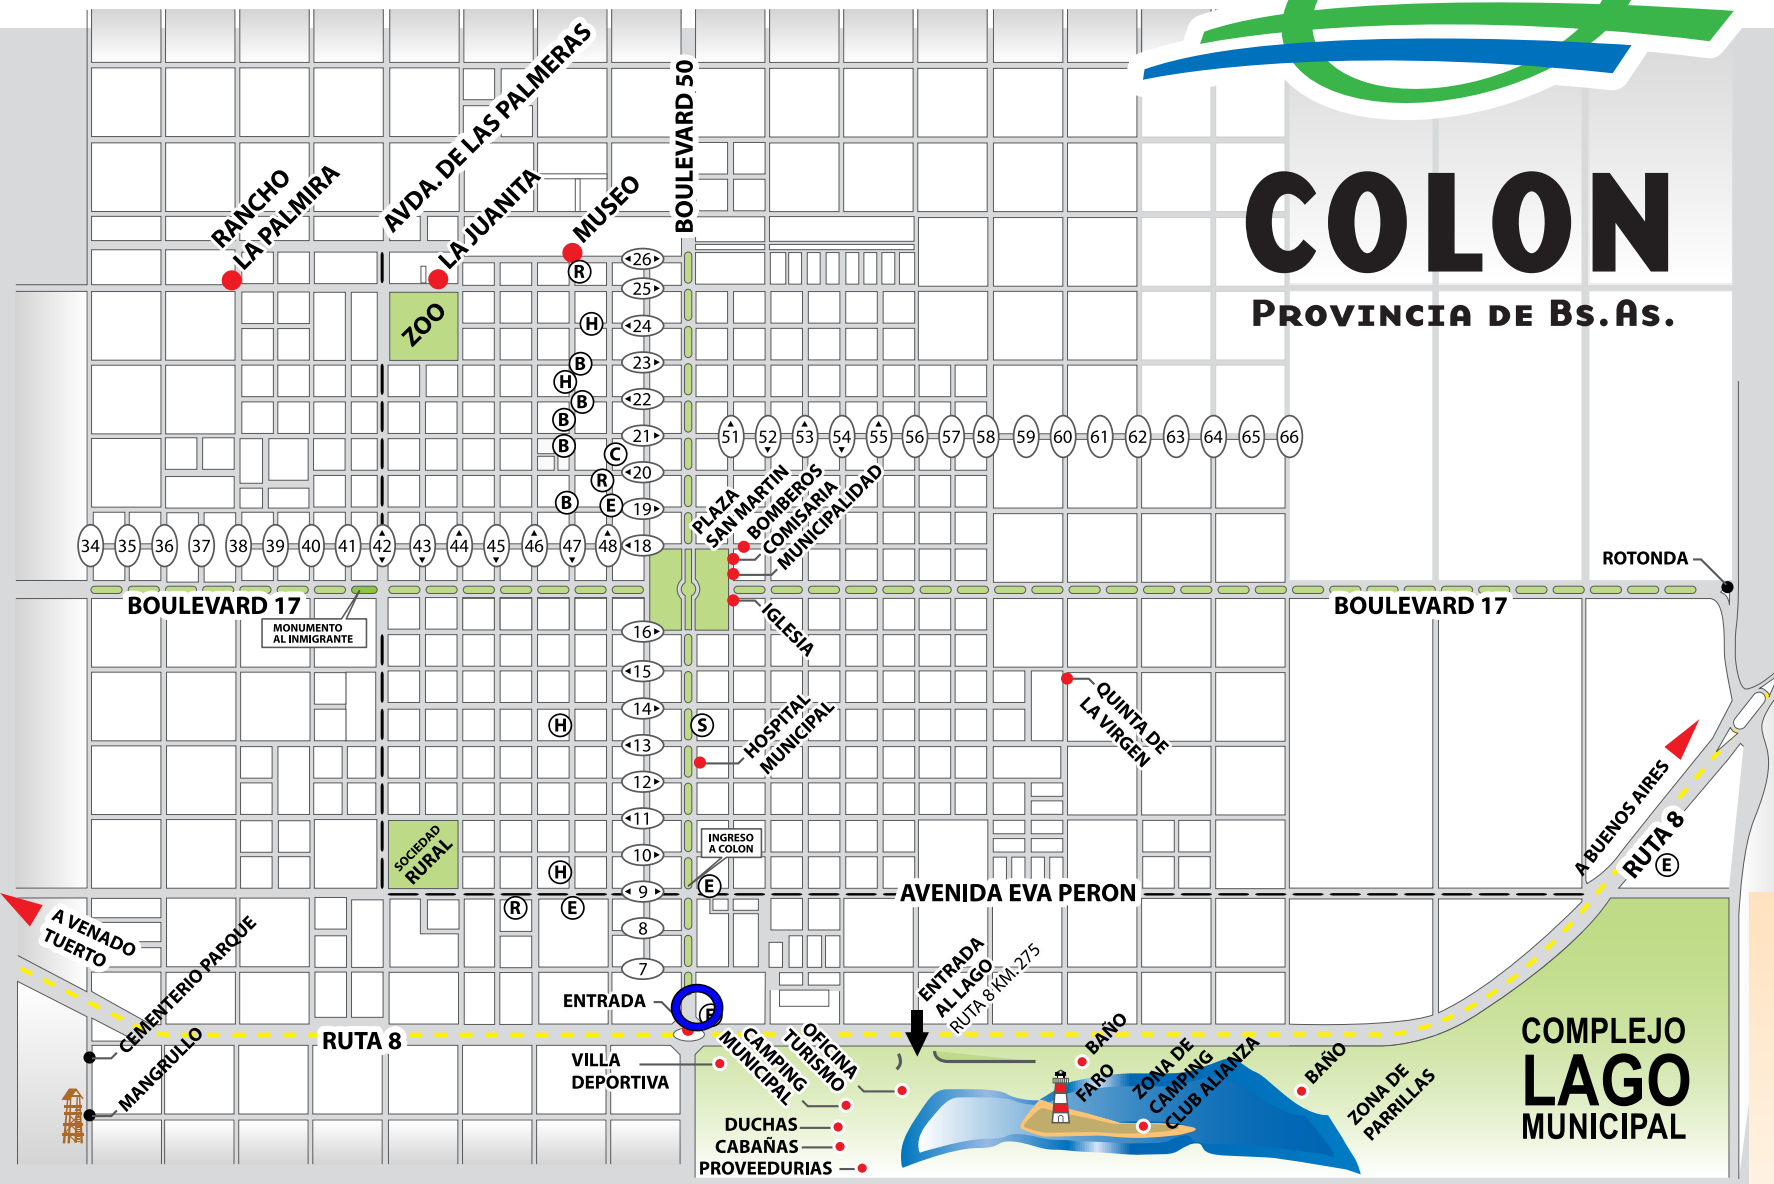 COLON
PROVINCIA DE BS.AS.
BOULEVARD 50
AVDA. DE LAS PALMERAS
RANCHO
LA PALMIRA
LA JUANITA
MUSEO
ZOO
R
H
B
H
B
B
B
C
R
B
E
26
25
24
23
22
21
20
19
18
51
52
53
54
55
56
57
58
59
60
61
62
63
64
65
66
34
35
36
37
38
39
40
41
42
43
44
45
46
47
48
PLAZA
SAN MARTIN
BOMBEROS
COMISARIA
MUNICIPALIDAD
IGLESIA
ROTONDA
BOULEVARD 17
BOULEVARD 17
MONUMENTO
AL INMIGRANTE
16
15
14
13
12
11
10
9
8
7
H
S
HOSPITAL
MUNICIPAL
QUINTA DE
LA VIRGEN
SOCIEDAD
RURAL
INGRESO
A COLON
H
R
E
E
AVENIDA EVA PERON
A BUENOS AIRES
RUTA 8
E
A VENADO
TUERTO
CEMENTERIO PARQUE
MANGRULLO
RUTA 8
ENTRADA
ENTRADA
AL LAGO
RUTA 8 KM. 275
VILLA
DEPORTIVA
CAMPING
MUNICIPAL
OFICINA
TURISMO
DUCHAS
CABAÑAS
PROVEEDURIAS
BAÑO
FARO
ZONA DE
CAMPING
CLUB ALIANZA
BAÑO
ZONA DE
PARRILLAS
COMPLEJO
LAGO
MUNICIPAL